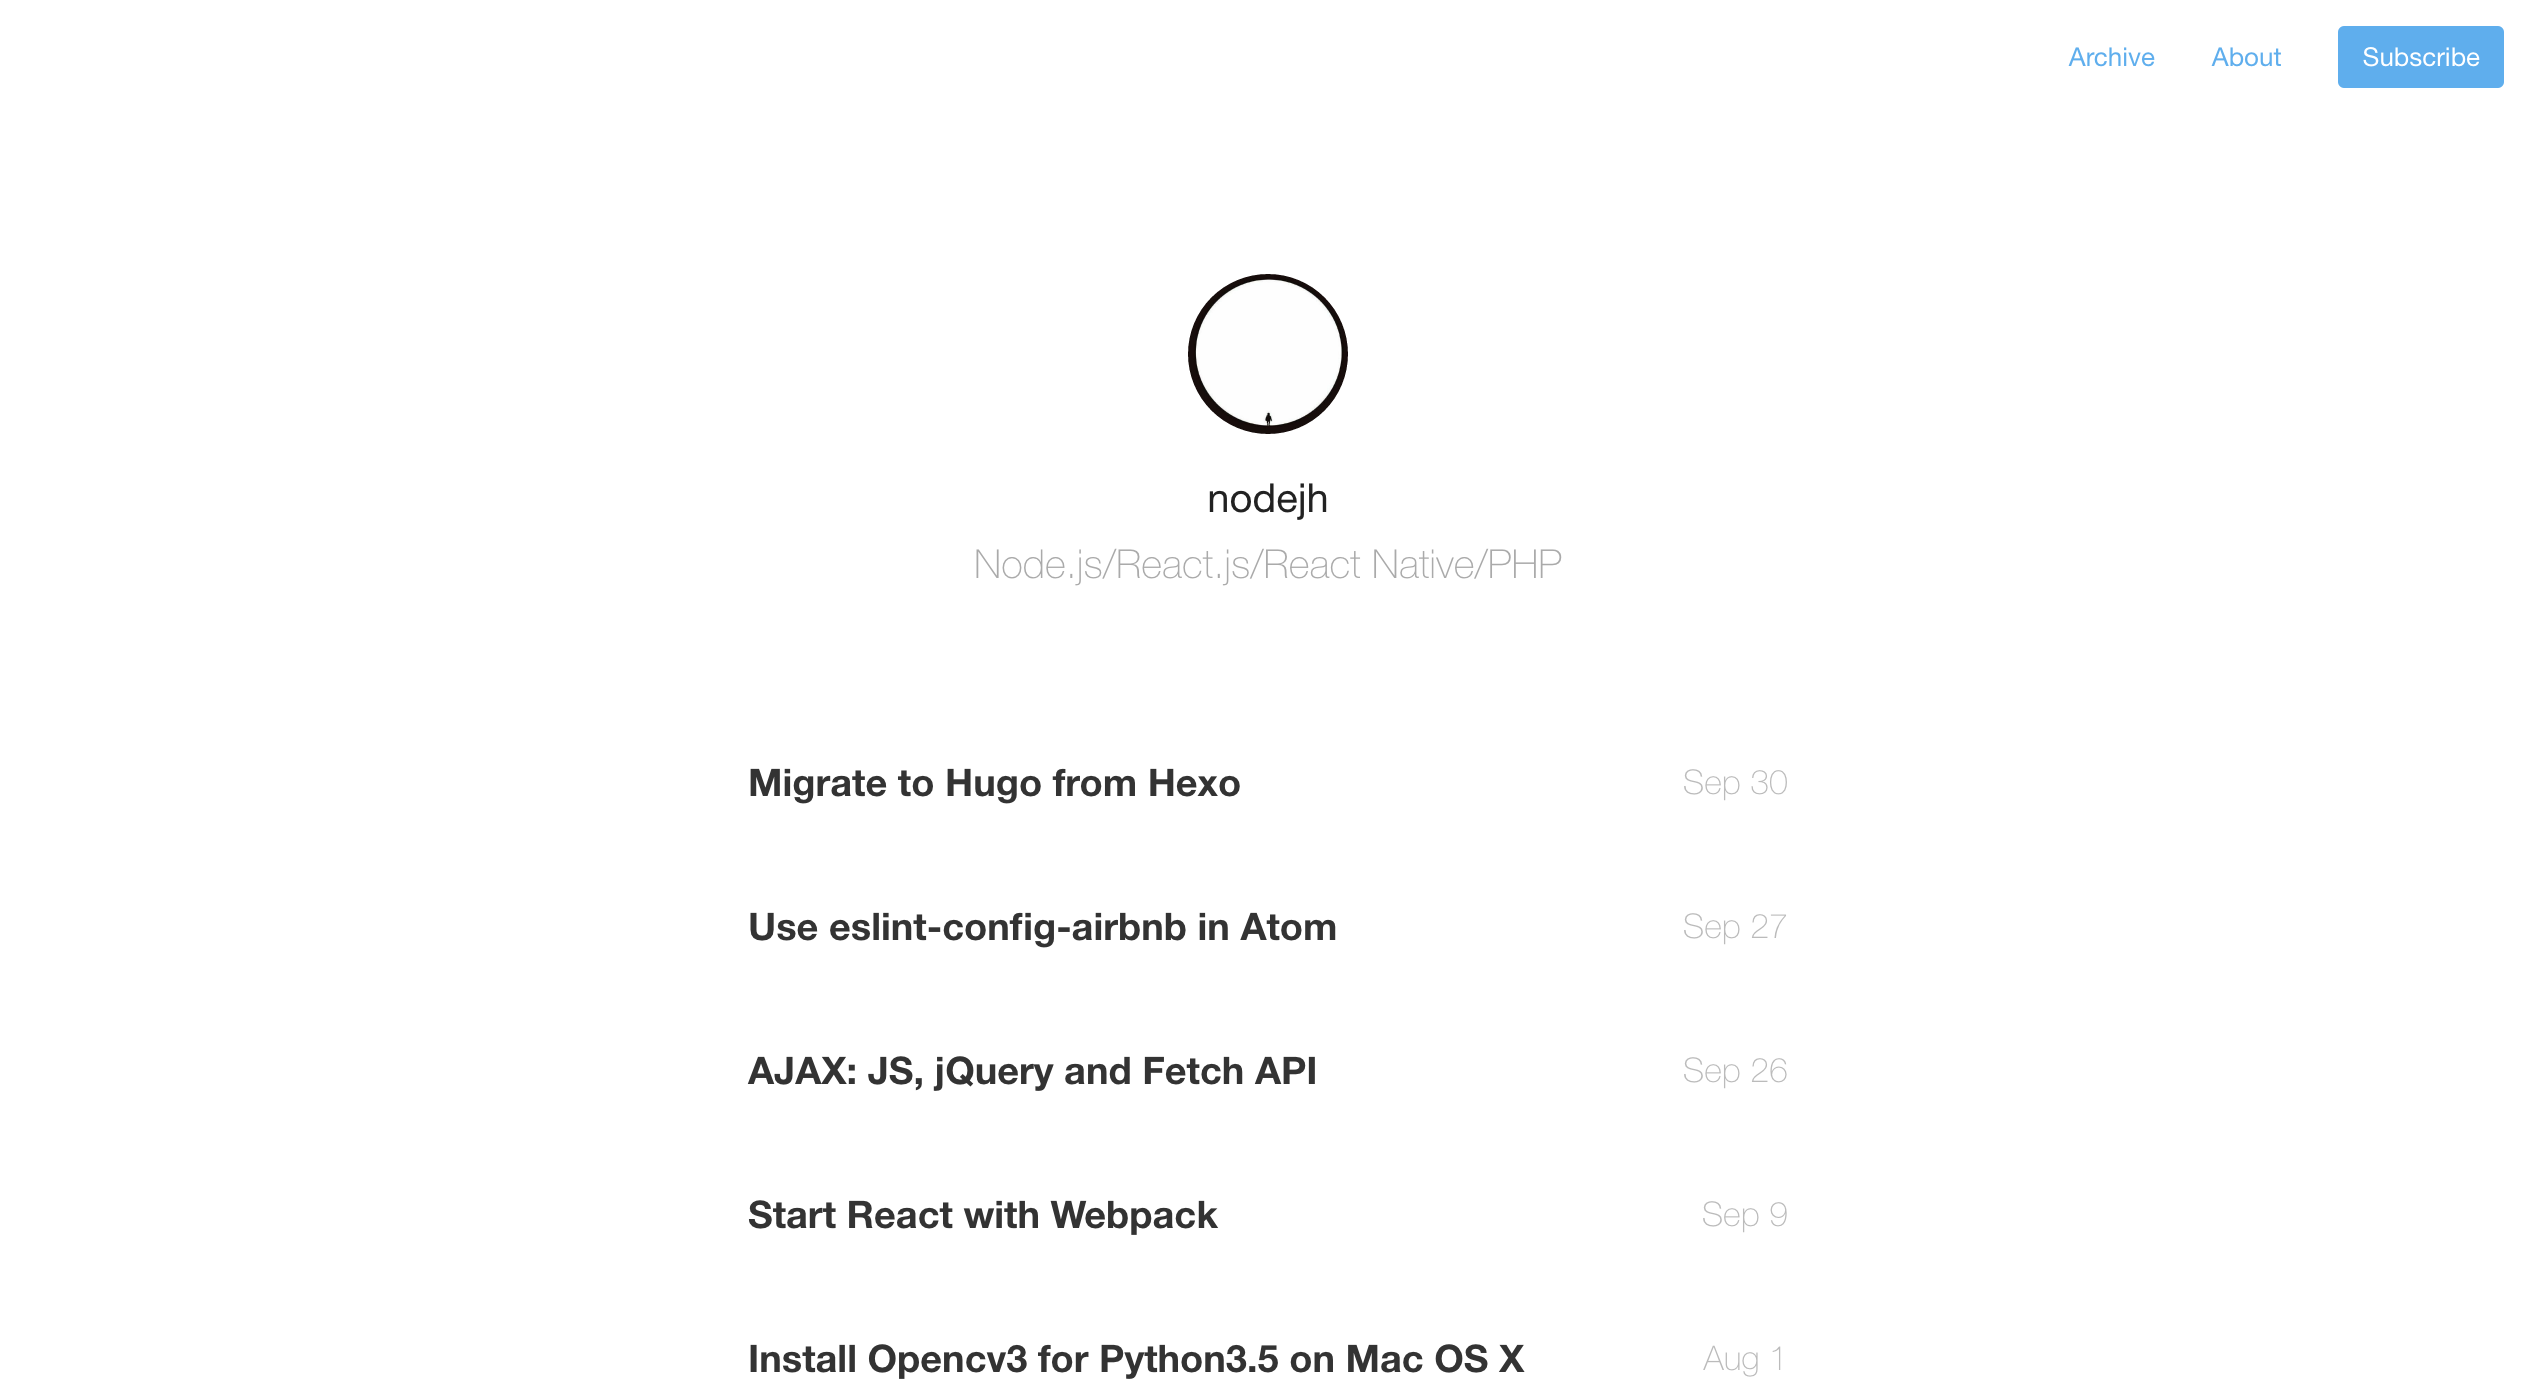 Archive About Subscribe
nodejh
Node.js/React.js/React Native/PHP
Migrate to Hugo from Hexo Sep 30
Use eslint-config-airbnb in Atom Sep 27
AJAX: JS, jQuery and Fetch API Sep 26
Start React with Webpack Sep 9
Install Opencv3 for Python3.5 on Mac OS X Aug 1